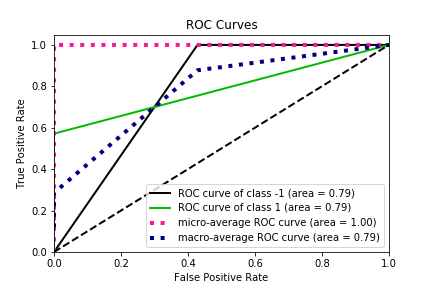 ROC Curves
True Positive Rate
1.0
0.8
0.6
0.4
0.2
0.0
ROC curve of class -1 (area = 0.79)
ROC curve of class 1 (area = 0.79)
micro-average ROC curve (area = 1.00)
macro-average ROC curve (area = 0.79)
0.0 0.2 0.4 0.6 0.8 1.0
False Positive Rate